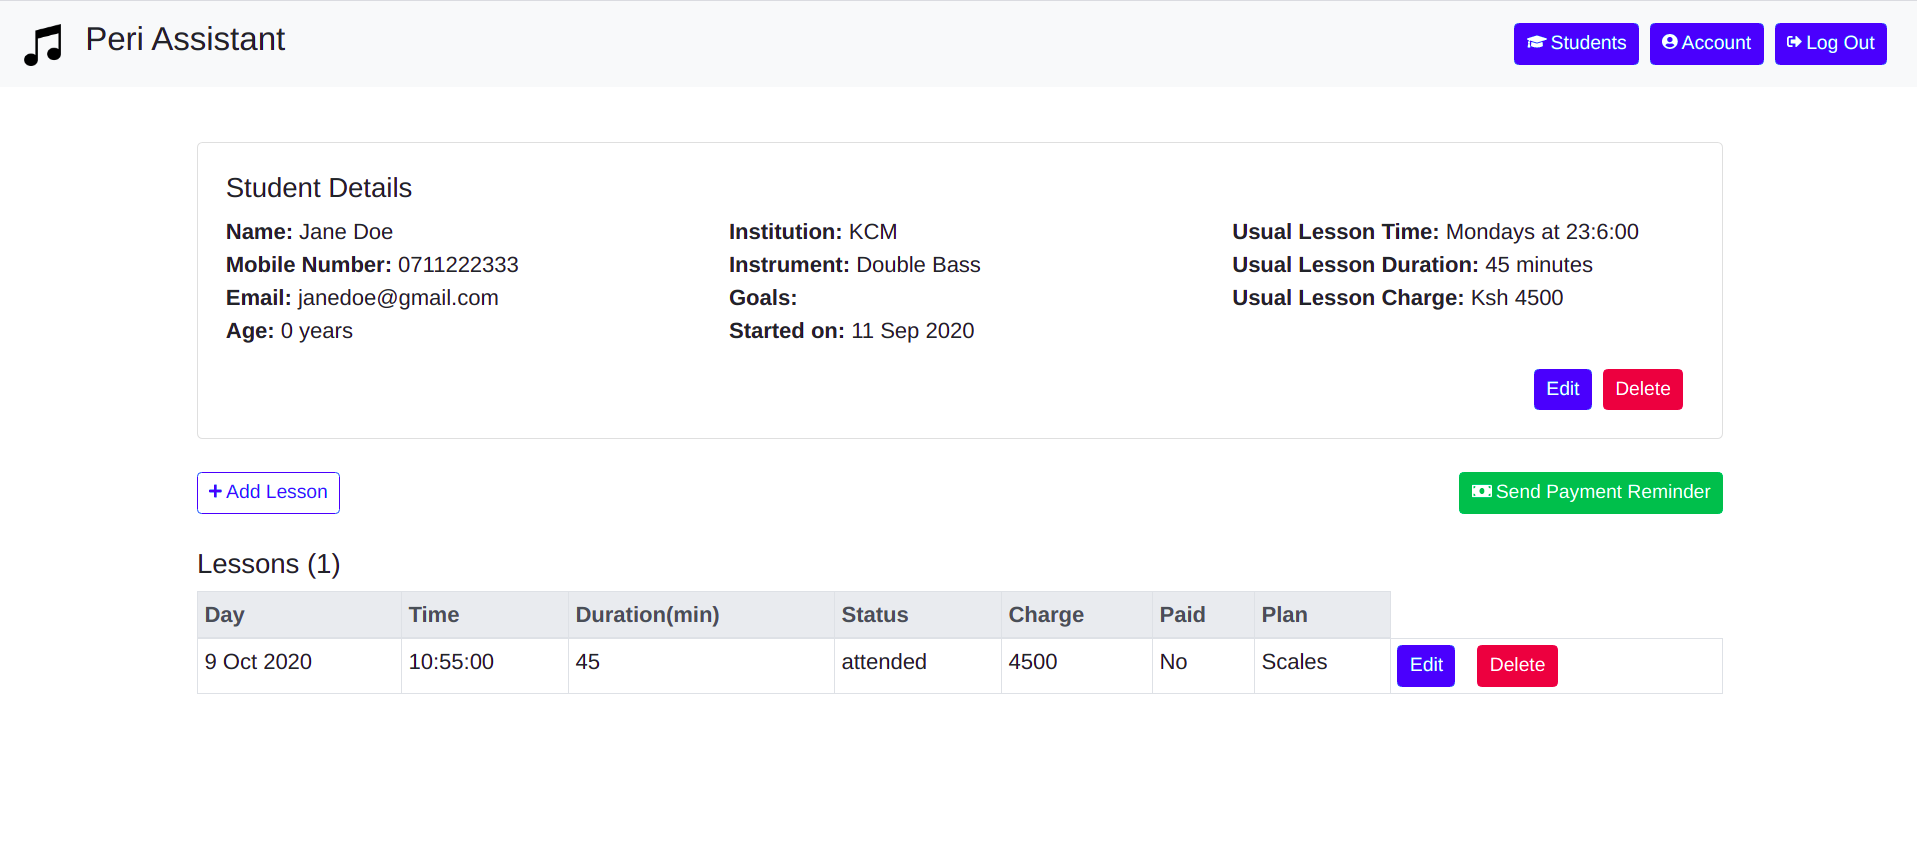 Peri Assistant
Students
Account
Log Out
Student Details
Name: Jane Doe
Mobile Number: 0711222333
Email: janedoe@gmail.com
Age: 0 years
Institution: KCM
Instrument: Double Bass
Goals:
Started on: 11 Sep 2020
Usual Lesson Time: Mondays at 23:6:00
Usual Lesson Duration: 45 minutes
Usual Lesson Charge: Ksh 4500
Edit
Delete
+ Add Lesson
Send Payment Reminder
Lessons (1)
Day Time Duration(min) Status Charge Paid Plan
9 Oct 2020 10:55:00 45 attended 4500 No Scales Edit Delete